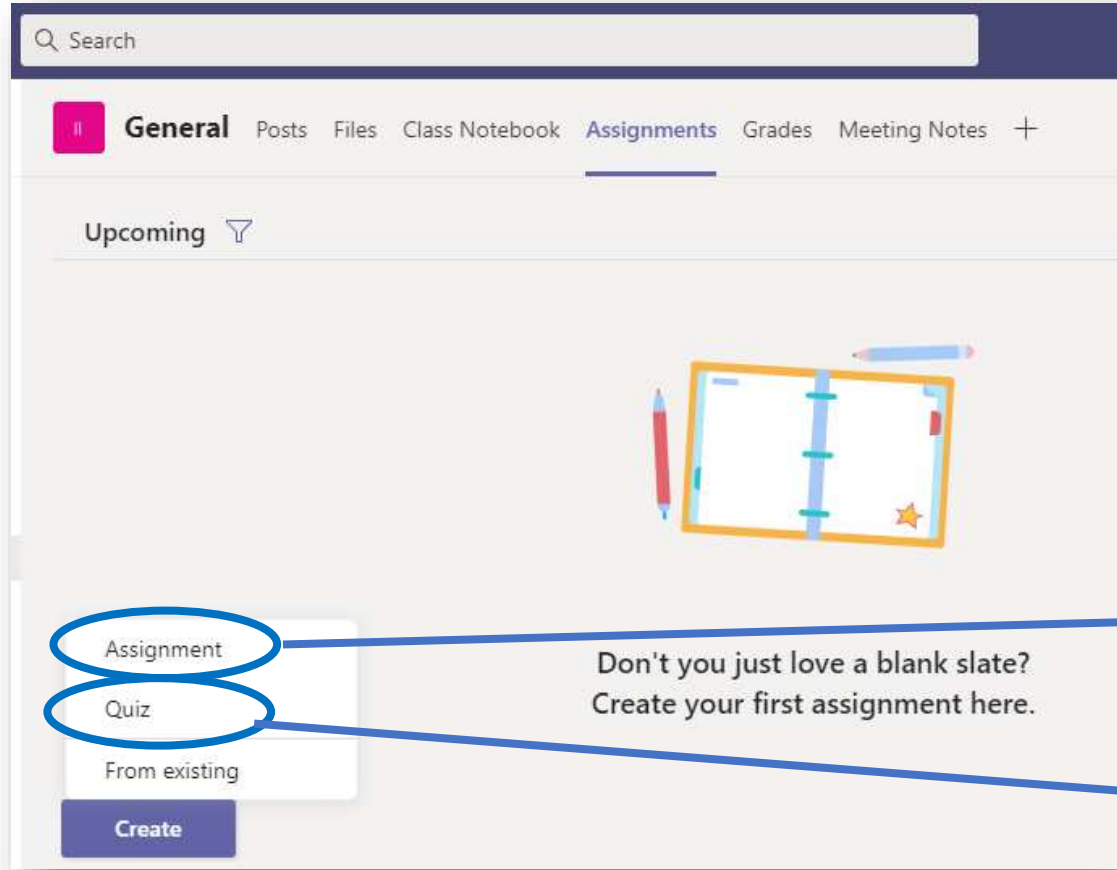 Search
General Posts Files Class Notebook Assignments Grades Meeting Notes +
Upcoming
Assignment
Quiz
From existing
Create
Don't you just love a blank slate?
Create your first assignment here.